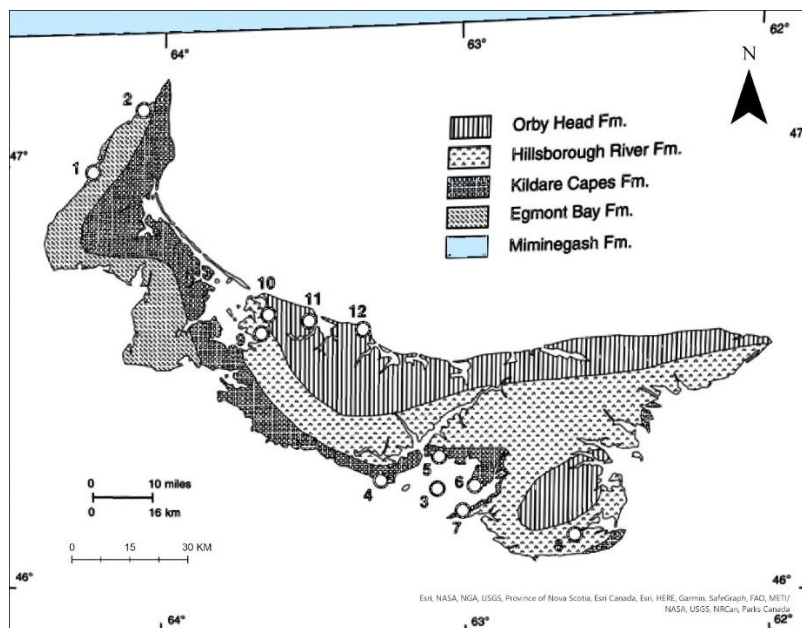 64°
63°
62°
N
2
Orby Head Fm.
Hillsborough River Fm.
47°
47°
1
Kildare Capes Fm.
Egmont Bay Fm.
Miminegash Fm.
10
11
12
9
5
4
3
6
0 10 miles
7
0 16 km
8
0 15 30 KM
46°
46°
Esri, NASA, NGA, USGS, Province of Nova Scotia, Esri Canada, Esri, HERE, Garmin, SafeGraph, FAO, METI/
NASA, USGS, NRCan, Parks Canada
64°
63°
62°